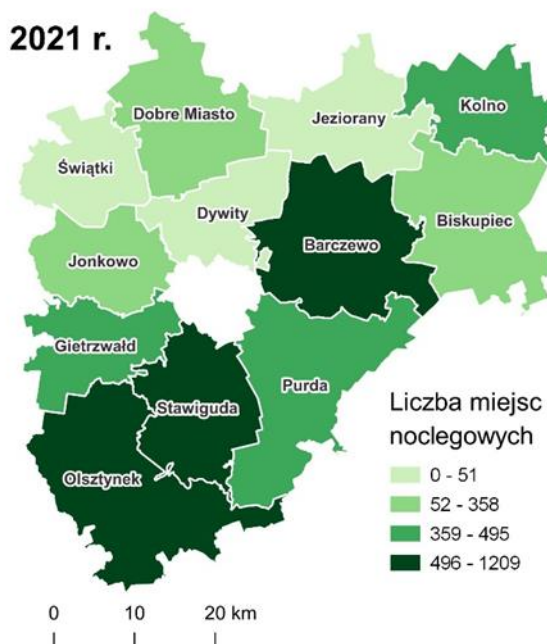 2021 r.
Dobre Miasto
Jeziorany
Kolno
Świątki
Dywity
Biskupiec
Jonkowo
Barczewo
Gietrzwałd
Stawiguda
Purda
Olsztynek
Liczba miejsc
noclegowych
0 - 51
52 - 358
359 - 495
496 - 1209
0 10 20 km